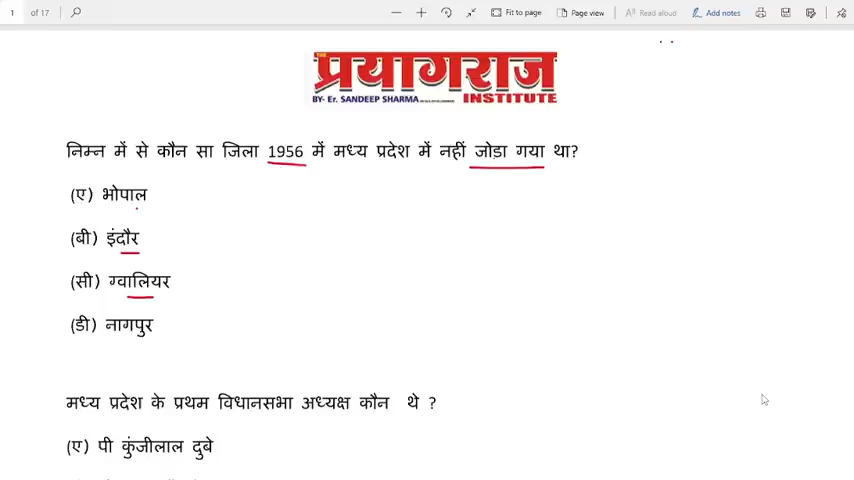 1 of 17 Fit to page Page view Read aloud Add notes
THE
प्रयागराज
BY- Er. SANDEEP SHARMA INSTITUTE
निम्न में से कौन सा जिला 1956 में मध्य प्रदेश में नहीं जोड़ा गया था?
(ए) भोपाल
(बी) इंदौर
(सी) ग्वालियर
(डी) नागपुर
मध्य प्रदेश के प्रथम विधानसभा अध्यक्ष कौन थे ?
(ए) पी कुंजीलाल दुबे